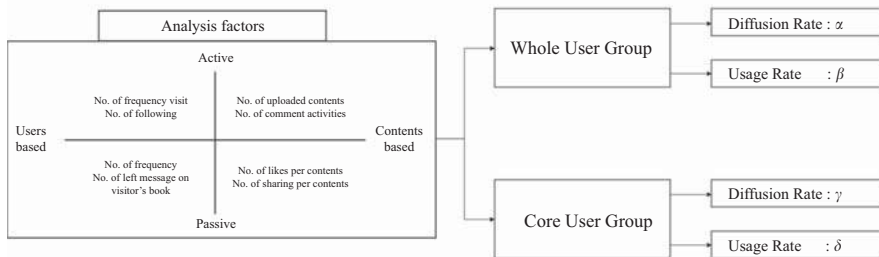 Analysis factors
Active
No. of frequency visit
No. of following
No. of uploaded contents
No. of comment activities
Users
based
Contents
based
No. of frequency
No. of left message on
visitor's book
No. of likes per contents
No. of sharing per contents
Passive
Whole User Group
Diffusion Rate : α
Usage Rate : β
Core User Group
Diffusion Rate : γ
Usage Rate : δ